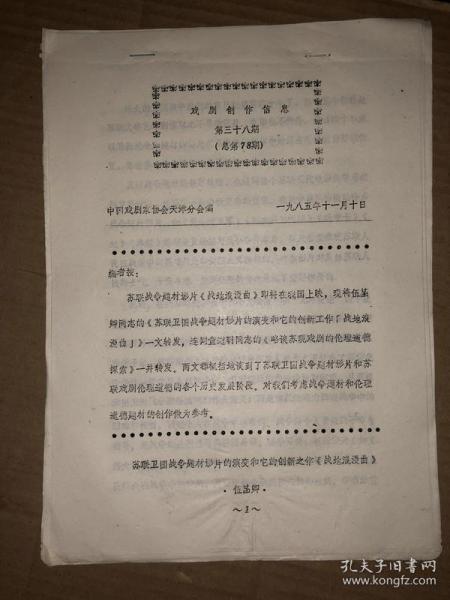 戏剧创作信息
第三十八期
(总第78期)
中国戏剧家协会天津分会编 一九八五年十一月十日
编者按:
苏联战争题材影片《战地浪漫曲》即将在我国上映,现将伍菡
卿同志的《苏联卫国战争题材影片的演变和它的创新工作「战地浪
漫曲」》一文转发,连同童道明同志的《略谈苏联戏剧的伦理道德
探索》一并转发。两文都概括地谈到了苏联卫国战争题材影片和苏
联戏剧伦理道德的各个历史发展阶段。对我们考虑战争题材和伦理
道德题材的创作做为参考。
苏联卫国战争题材影片的演变和它的创新之作《战地浪漫曲》
·伍菡卿·
~1~
孔夫子旧书网
www.kongfz.com